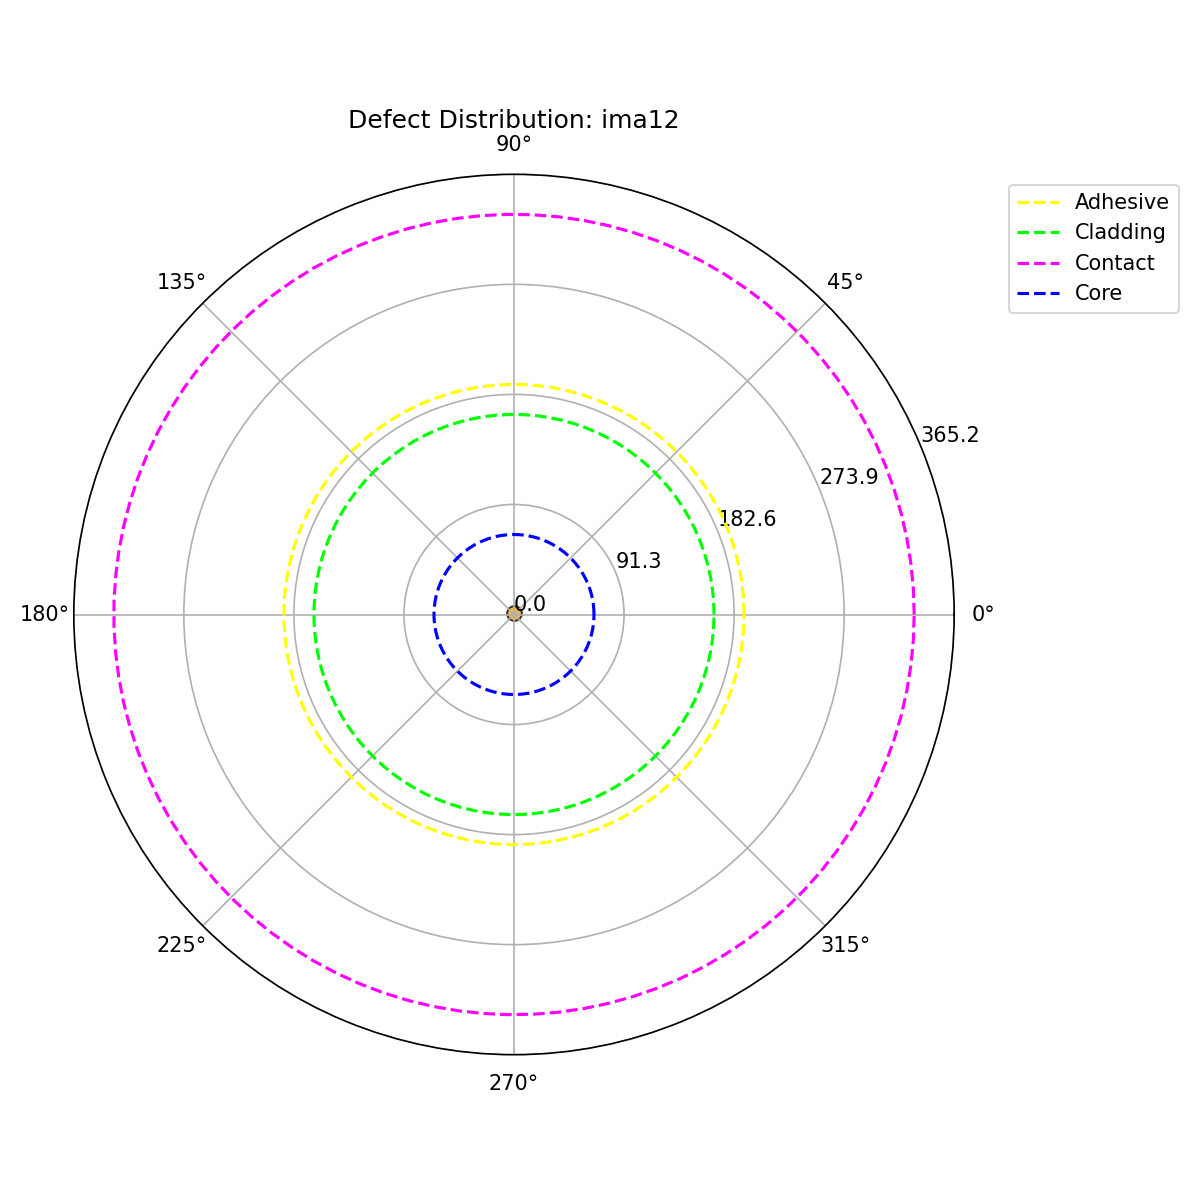 Defect Distribution: ima12
90°
Adhesive
Cladding
Contact
Core
135°
45°
365.2
273.9
182.6
91.3
0.0
180°
0°
225°
315°
270°